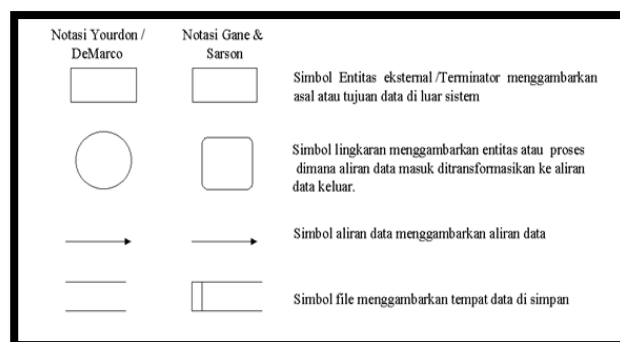 Notasi Yourdon /
DeMarco
Notasi Gane &
Sarson
Simbol Entitas eksternal /Terminator menggambarkan
asal atau tujuan data di luar sistem
Simbol lingkaran menggambarkan entitas atau proses
dimana aliran data masuk ditransformasikan ke aliran
data keluar.
Simbol aliran data menggambarkan aliran data
Simbol file menggambarkan tempat data di simpan